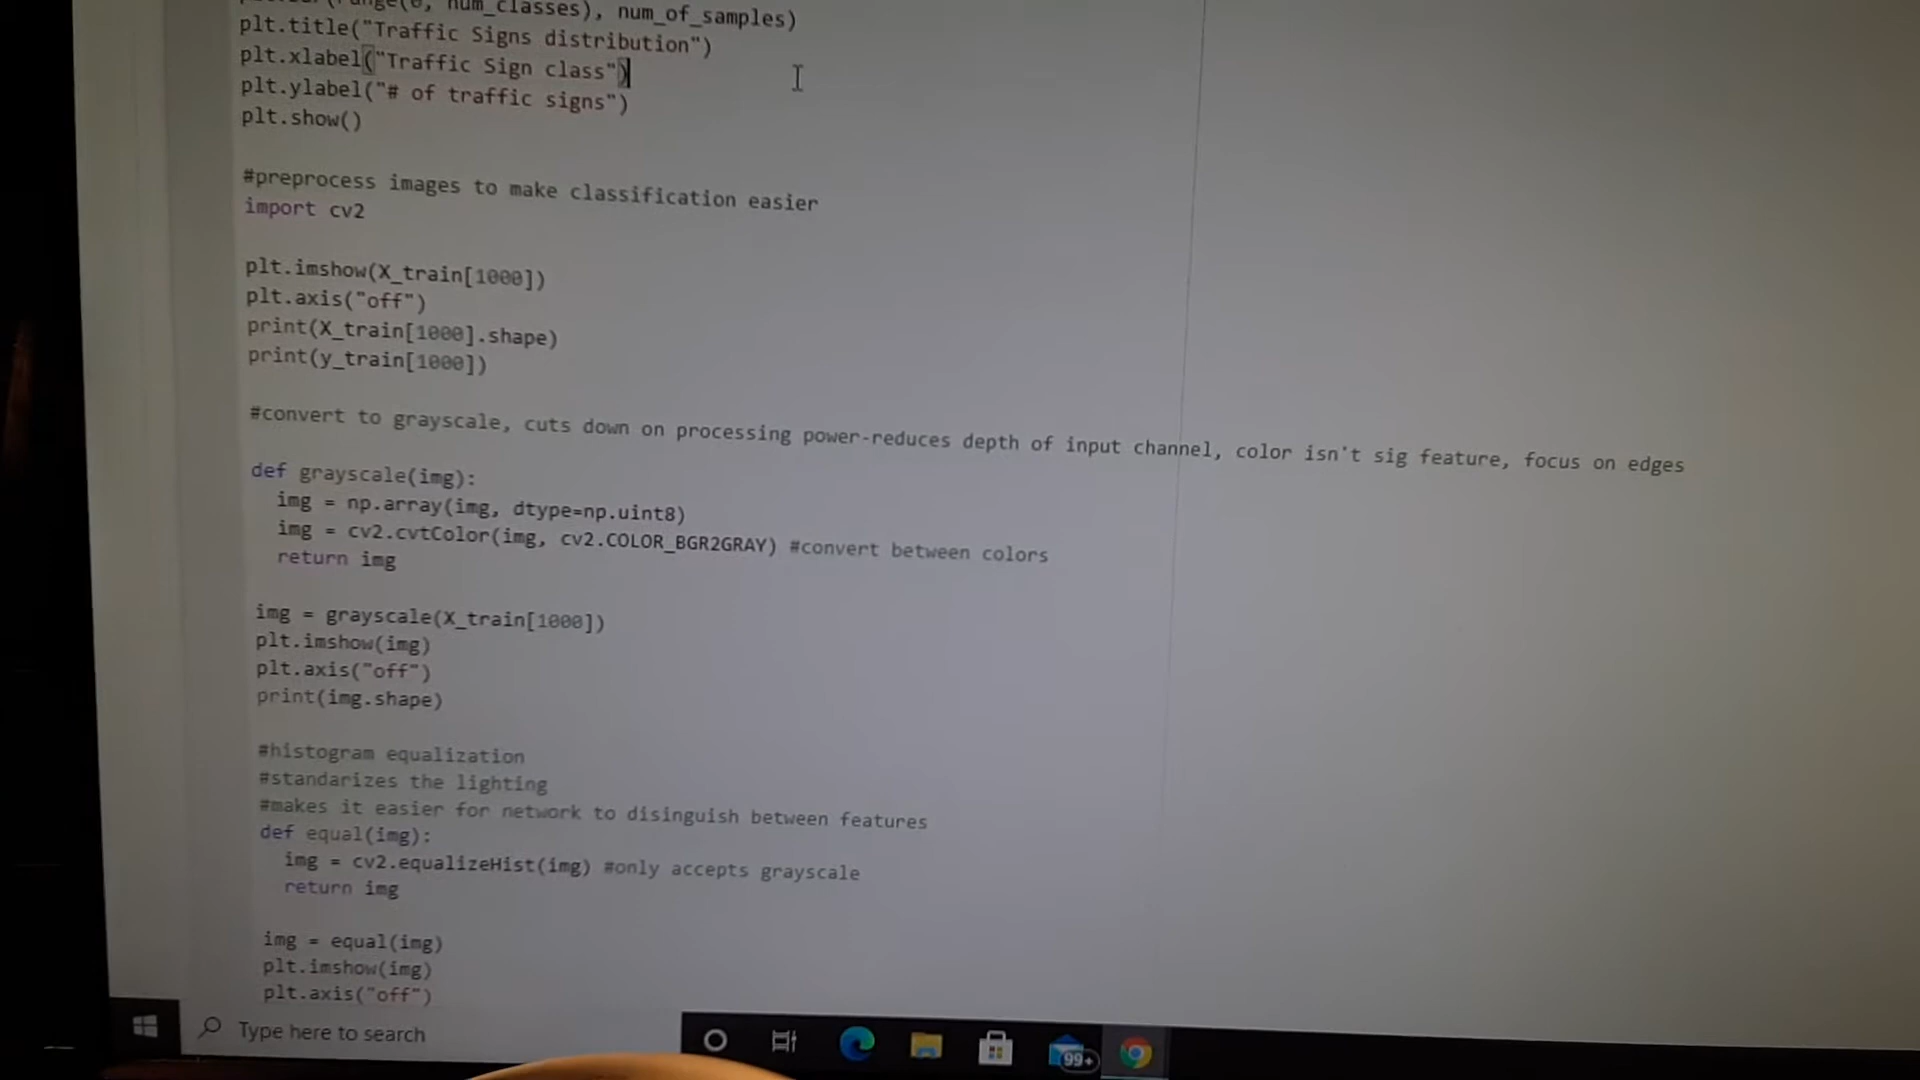 (range(0, num_classes), num_of_samples)
plt.title("Traffic Signs distribution")
plt.xlabel("Traffic Sign class")
plt.ylabel("# of traffic signs")
plt.show()
#preprocess images to make classification easier
import cv2
plt.imshow(X_train[1000])
plt.axis("off")
print(X_train[1000].shape)
print(y_train[1000])
#convert to grayscale, cuts down on processing power-reduces depth of input channel, color isn't sig feature, focus on edges
def grayscale(img):
img = np.array(img, dtype=np.uint8)
img = cv2.cvtColor(img, cv2.COLOR_BGR2GRAY) #convert between colors
return img
img = grayscale(X_train[1000])
plt.imshow(img)
plt.axis("off")
print(img.shape)
#histogram equalization
#standarizes the lighting
#makes it easier for network to disinguish between features
def equal(img):
img = cv2.equalizeHist(img) #only accepts grayscale
return img
img = equal(img)
plt.imshow(img)
plt.axis("off")
Type here to search
99+